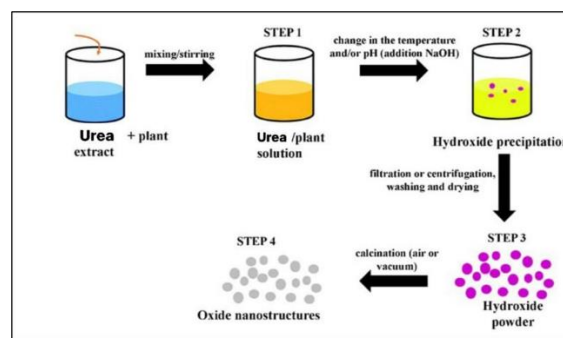 mixing/stirring
Urea + plant
extract
STEP 1
Urea /plant
solution
change in the temperature
and/or pH (addition NaOH)
STEP 2
Hydroxide precipitation
filtration or centrifugation,
washing and drying
STEP 3
Hydroxide
powder
calcination (air or
vacuum)
STEP 4
Oxide nanostructures